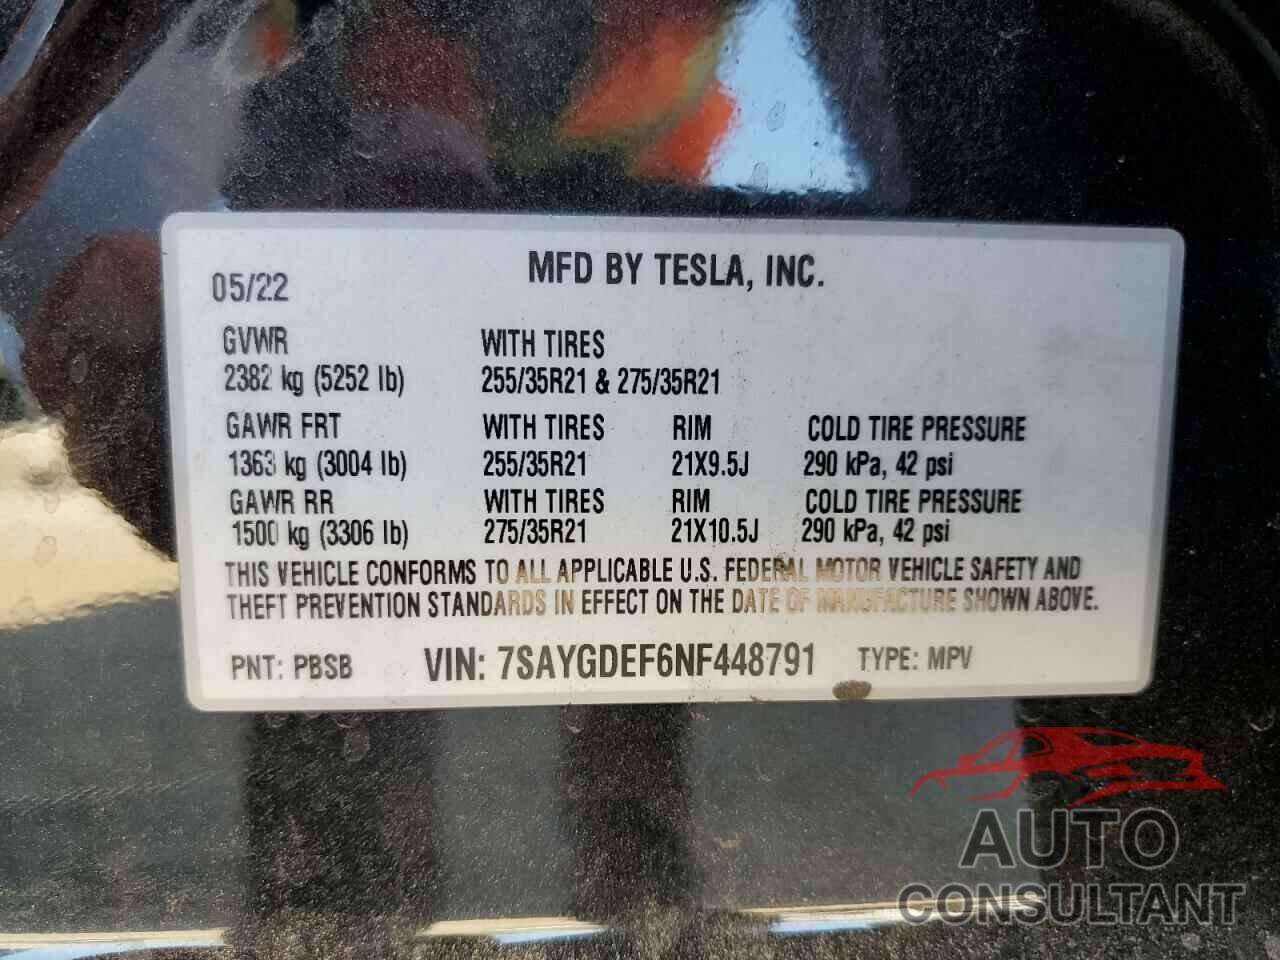 MFD BY TESLA, INC.
05/22
GVWR WITH TIRES
2382 kg (5252 lb) 255/35R21 & 275/35R21
GAWR FRT WITH TIRES RIM COLD TIRE PRESSURE
1363 kg (3004 lb) 255/35R21 21X9.5J 290 kPa, 42 psi
GAWR RR WITH TIRES RIM COLD TIRE PRESSURE
1500 kg (3306 lb) 275/35R21 21X10.5J 290 kPa, 42 psi
THIS VEHICLE CONFORMS TO ALL APPLICABLE U.S. FEDERAL MOTOR VEHICLE SAFETY AND
THEFT PREVENTION STANDARDS IN EFFECT ON THE DATE OF MANUFACTURE SHOWN ABOVE.
PNT: PBSB VIN: 7SAYGDEF6NF448791 TYPE: MPV
AUTO
CONSULTANT